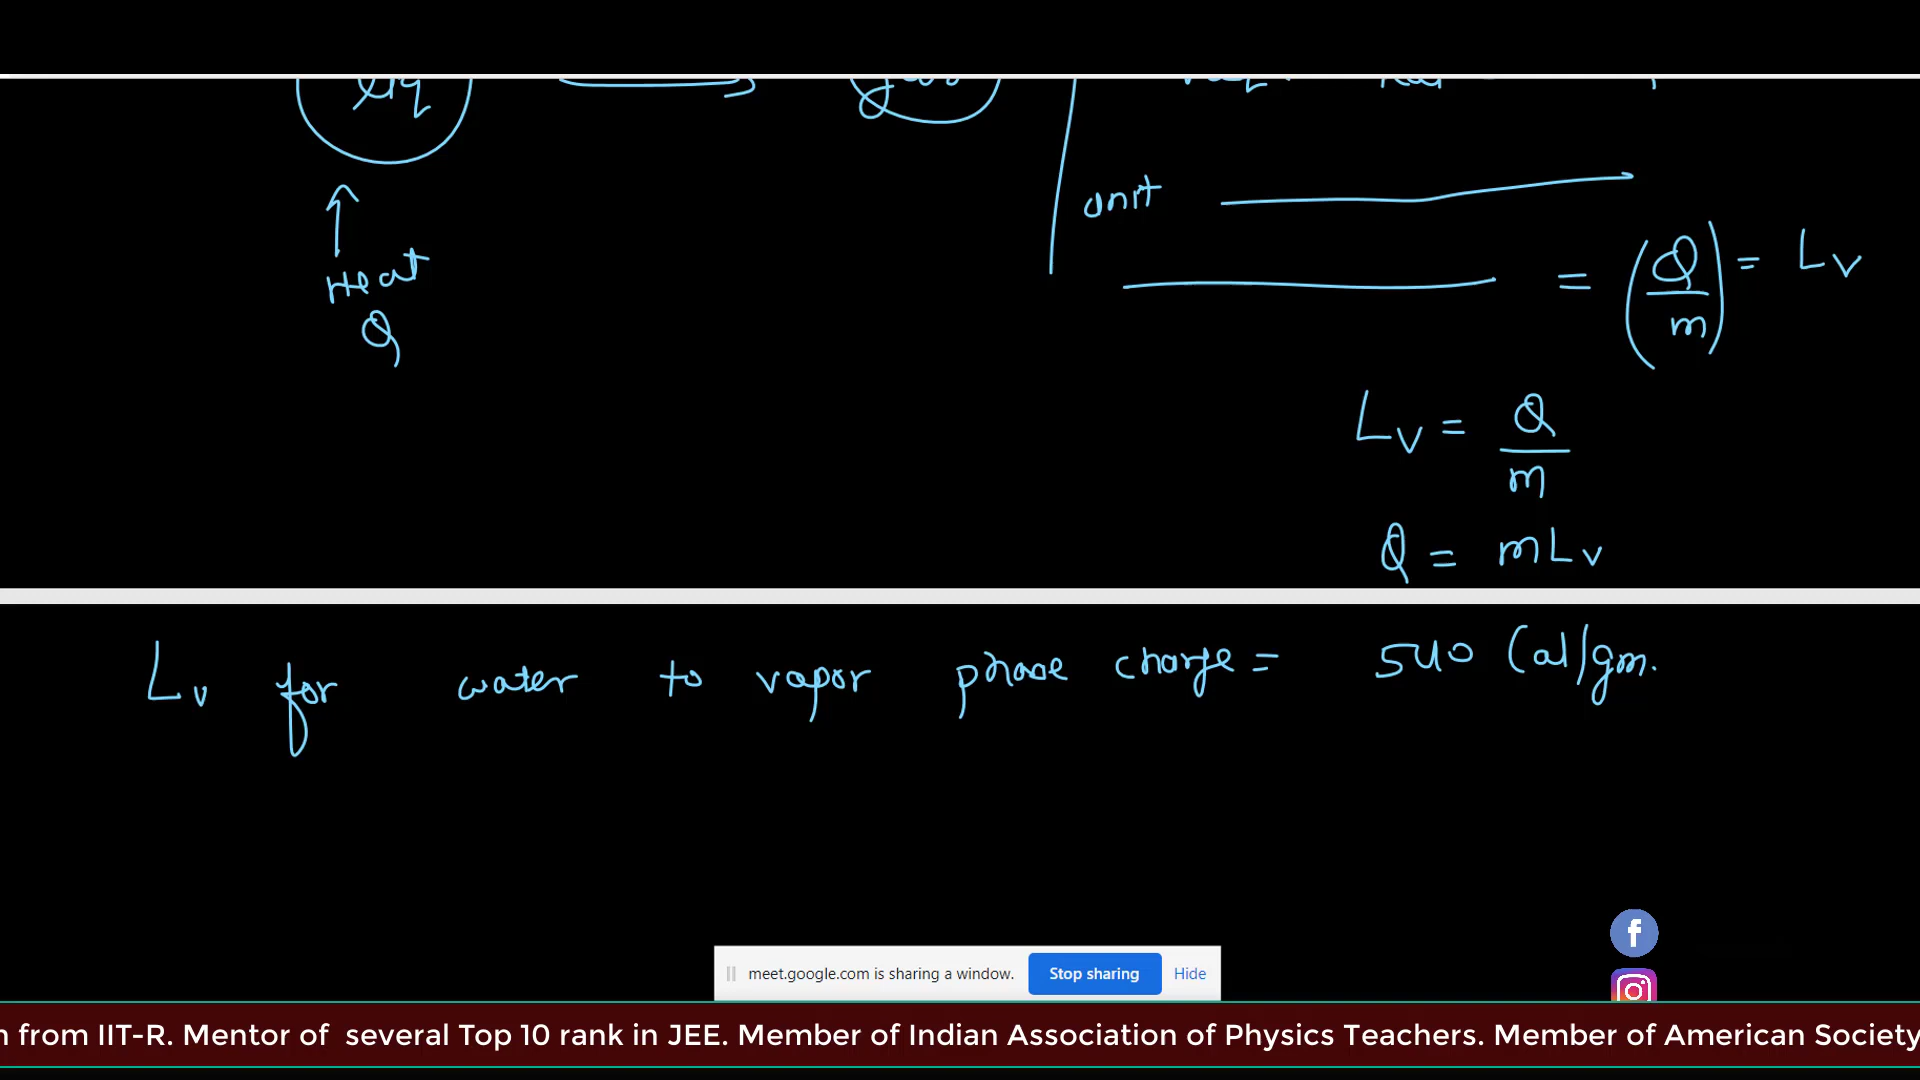 liq
unit
Heat
Q
= (Q/m) = Lv
Lv = Q/m
Q = mLv
Lv for water to vapor phase change = 540 Cal/gm.
f
meet.google.com is sharing a window. Stop sharing Hide
n from IIT-R. Mentor of several Top 10 rank in JEE. Member of Indian Association of Physics Teachers. Member of American Society